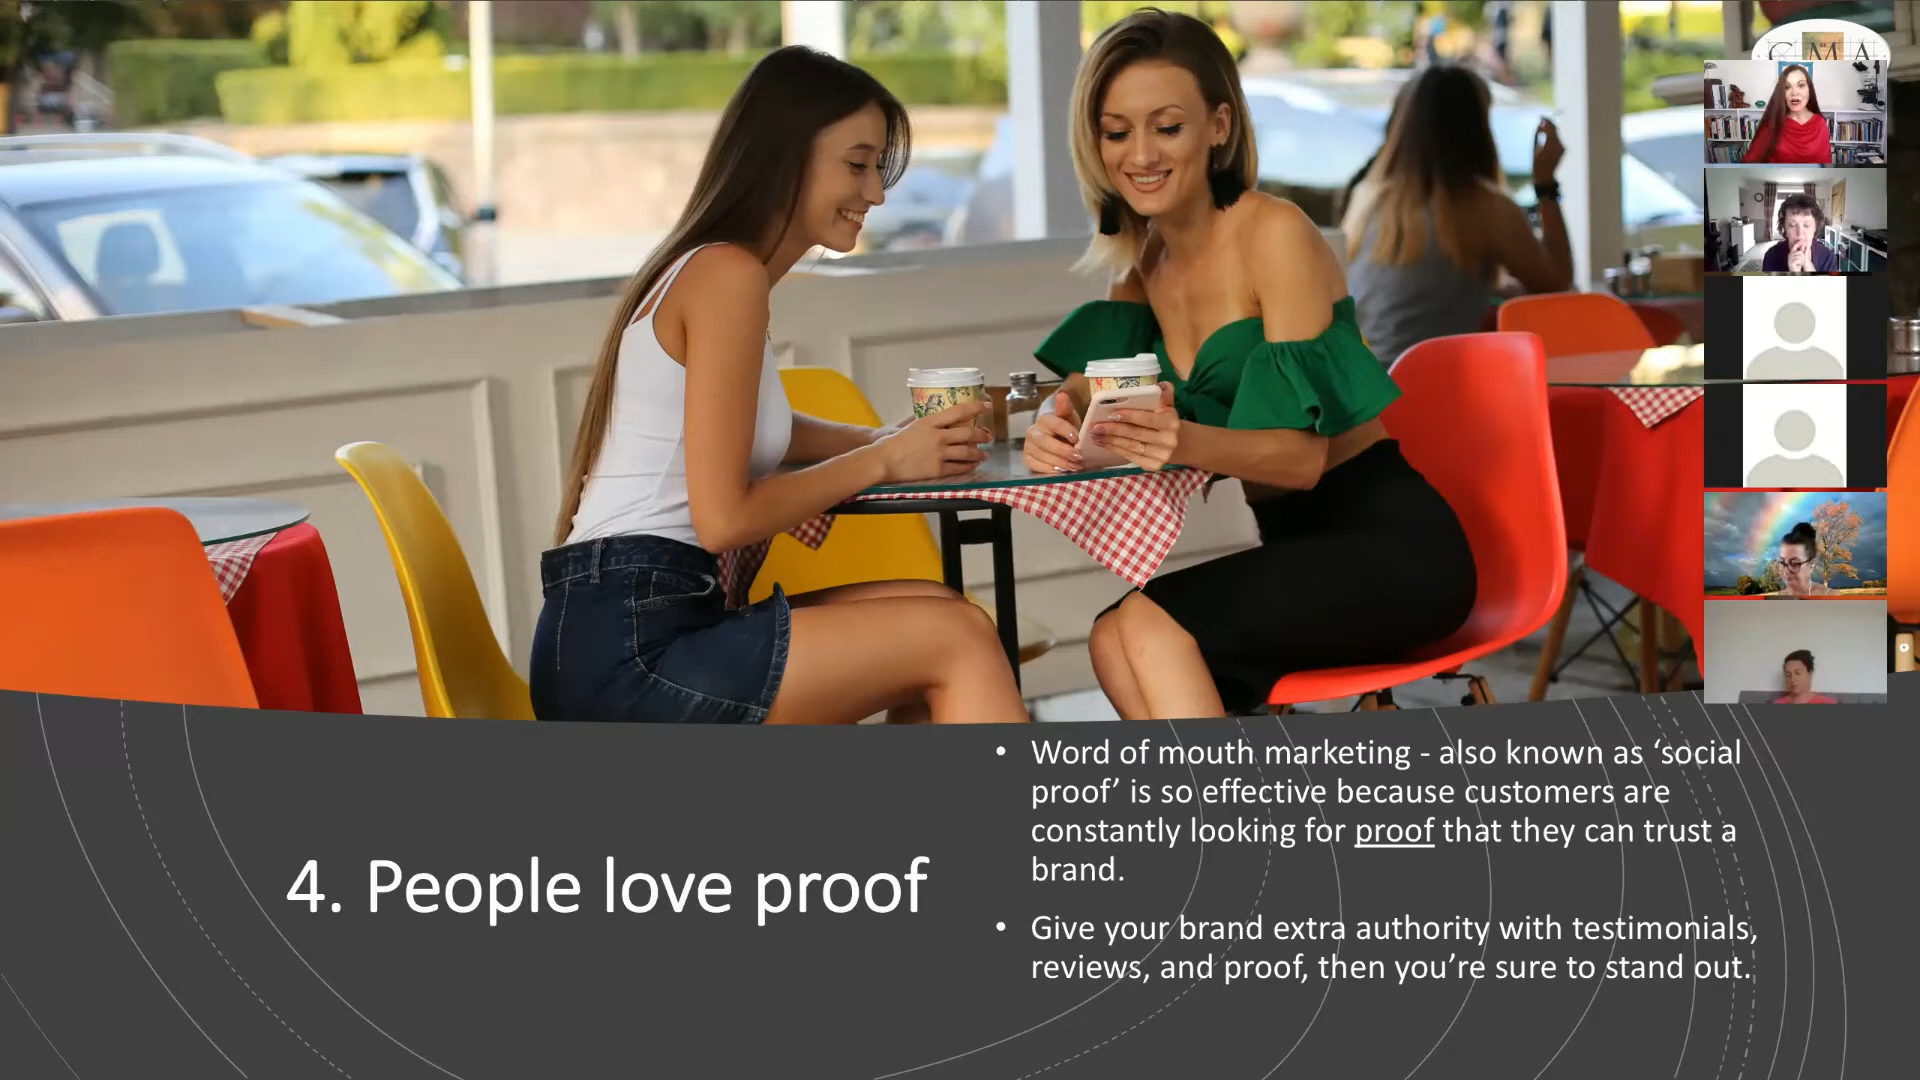 CMA
4. People love proof
• Word of mouth marketing - also known as ‘social
proof’ is so effective because customers are
constantly looking for proof that they can trust a
brand.
• Give your brand extra authority with testimonials,
reviews, and proof, then you’re sure to stand out.